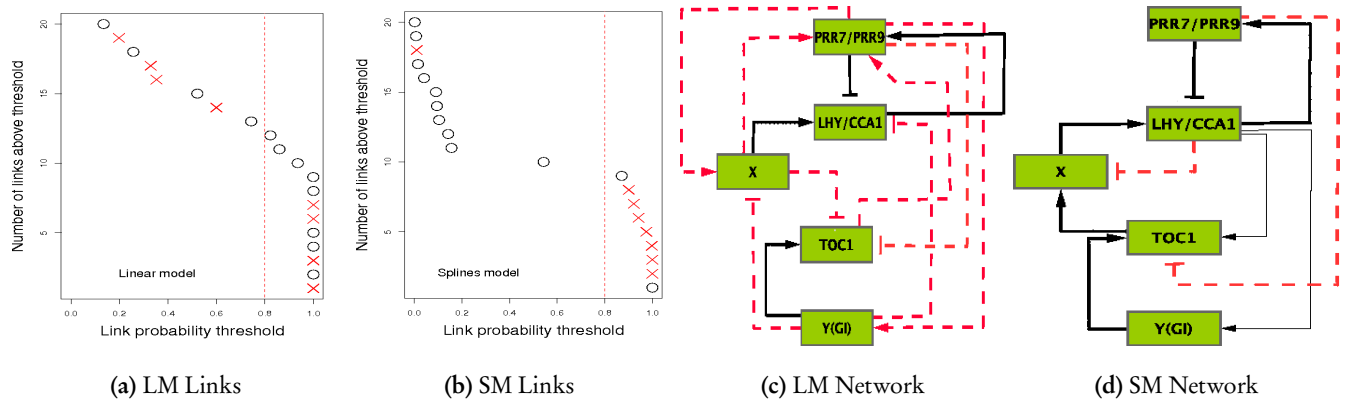 Number of links above threshold
20
15
10
5
Linear model
0.0 0.2 0.4 0.6 0.8 1.0
Link probability threshold
(a) LM Links
Number of links above threshold
20
15
10
5
Splines model
0.0 0.2 0.4 0.6 0.8 1.0
Link probability threshold
(b) SM Links
PRR7/PRR9
LHY/CCA1
X
TOC1
Y(GI)
(c) LM Network
PRR7/PRR9
LHY/CCA1
X
TOC1
Y(GI)
(d) SM Network